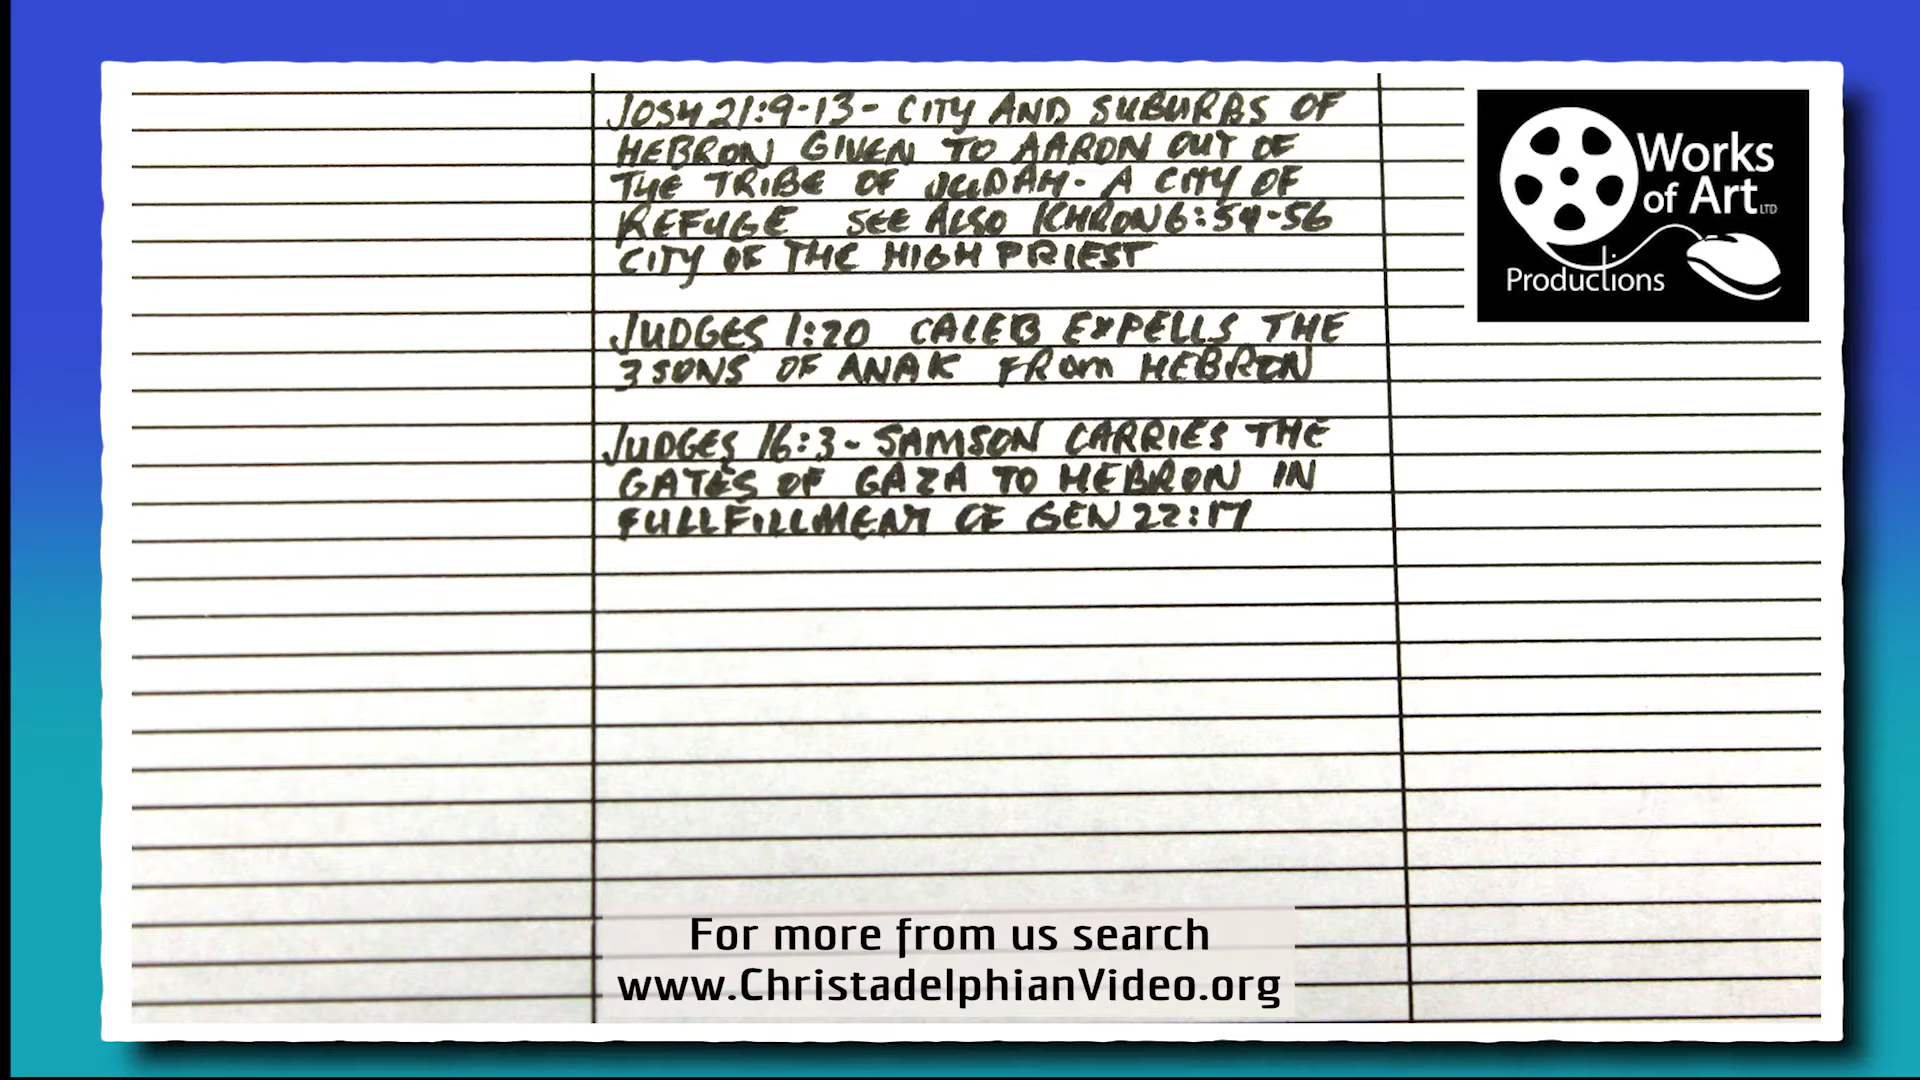 JOSH 21:9-13- CITY AND SUBURBS OF
HEBRON GIVEN TO AARON OUT OF
THE TRIBE OF JUDAH- A CITY OF
REFUGE SEE ALSO 1CHRON 6:54-56
CITY OF THE HIGH PRIEST
JUDGES 1:20 CALEB EXPELLS THE
3 SONS OF ANAK FROM HEBRON
JUDGES 16:3- SAMSON CARRIES THE
GATES OF GAZA TO HEBRON IN
FULLFILLMENT OF GEN 22:17
Works
of Art LTD
Productions
For more from us search
www.ChristadelphianVideo.org